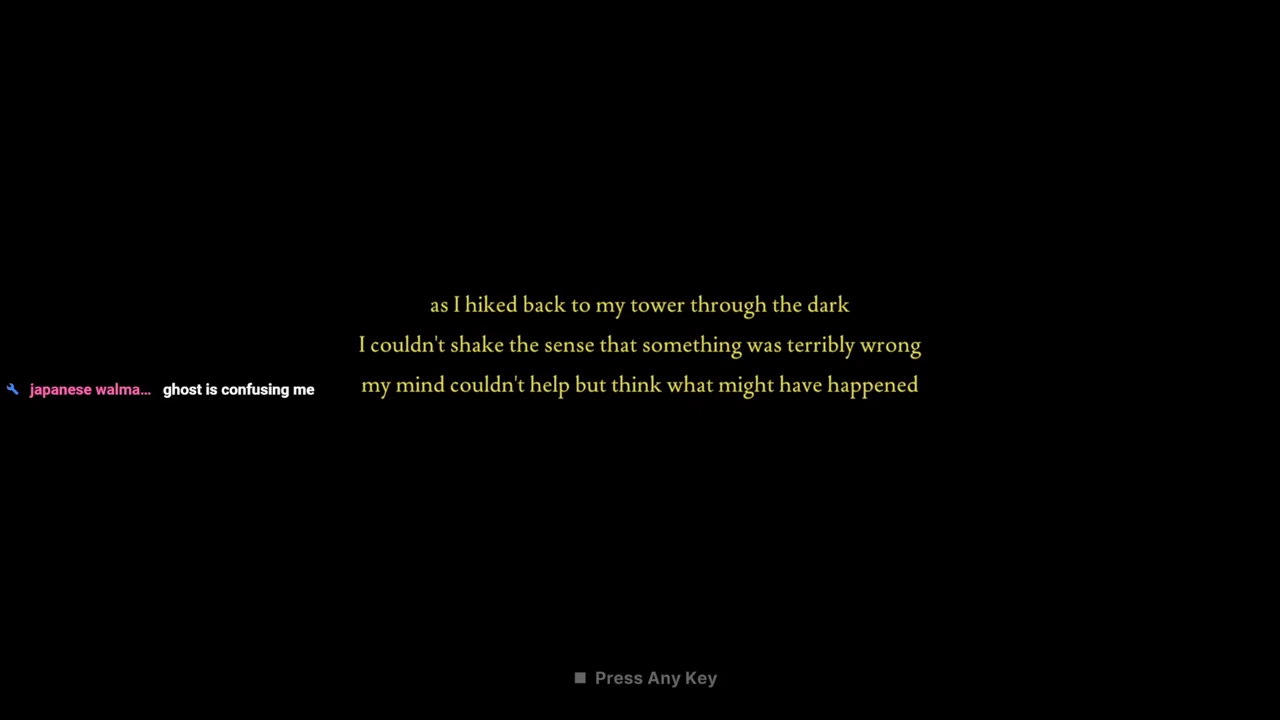 as I hiked back to my tower through the dark
I couldn't shake the sense that something was terribly wrong
my mind couldn't help but think what might have happened
japanese walma... ghost is confusing me
Press Any Key